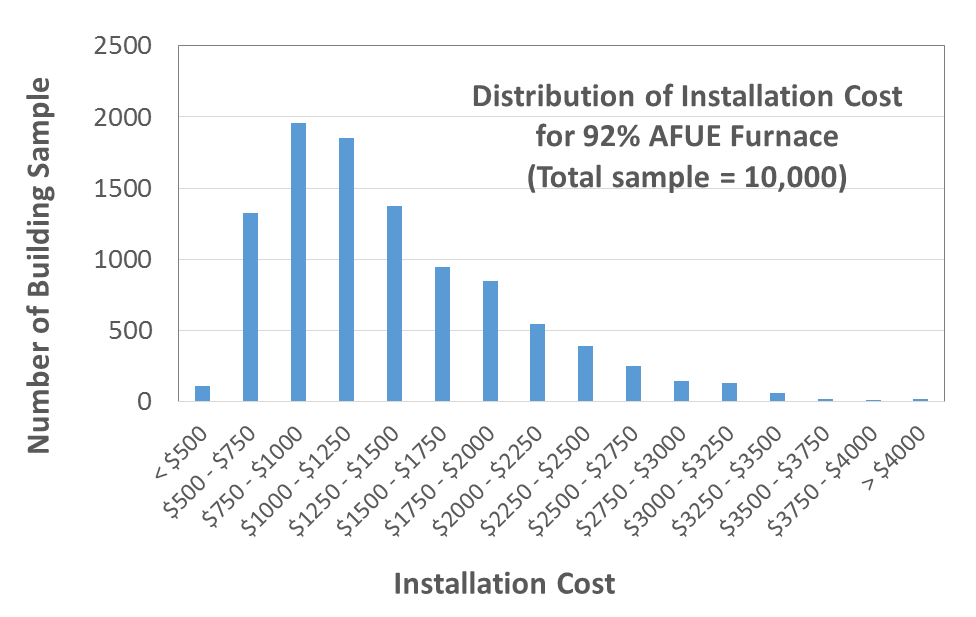 2500
2000
1500
1000
500
0
Number of Building Sample
Distribution of Installation Cost
for 92% AFUE Furnace
(Total sample = 10,000)
< $500
$500 - $750
$750 - $1000
$1000 - $1250
$1250 - $1500
$1500 - $1750
$1750 - $2000
$2000 - $2250
$2250 - $2500
$2500 - $2750
$2750 - $3000
$3000 - $3250
$3250 - $3500
$3500 - $3750
$3750 - $4000
> $4000
Installation Cost